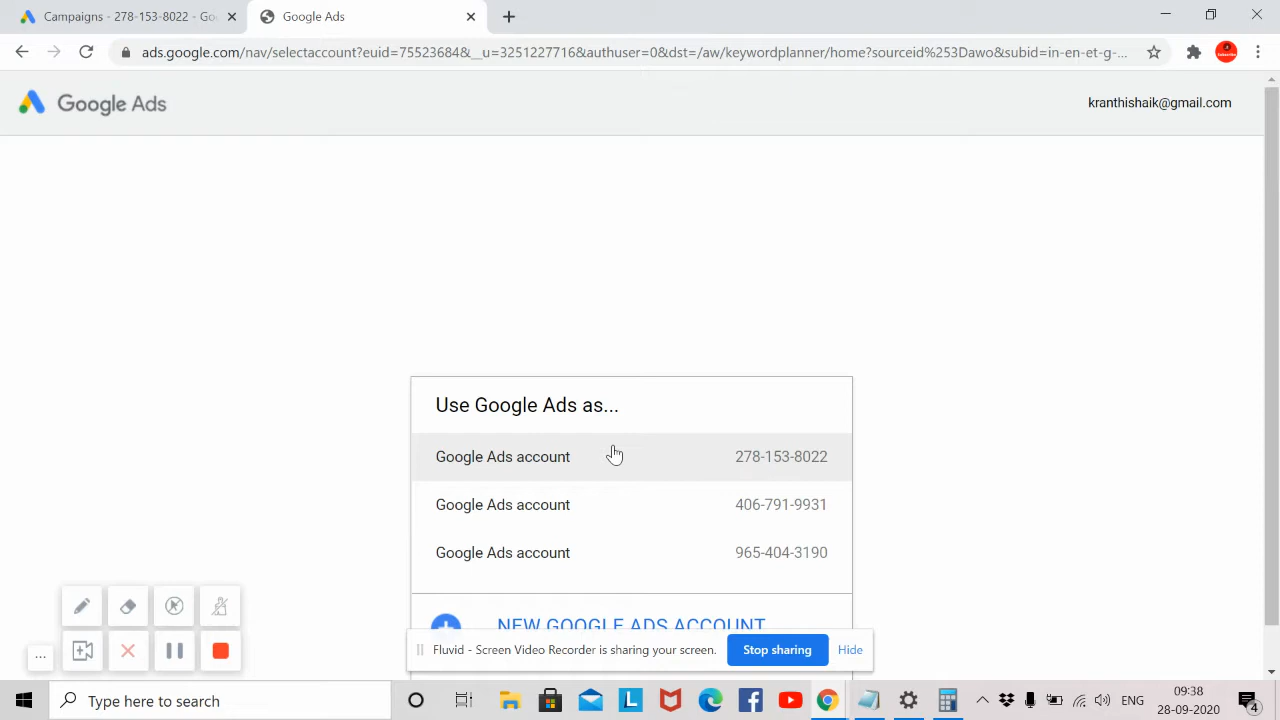 Campaigns - 278-153-8022 - Go
Google Ads
ads.google.com/nav/selectaccount?euid=75523684&__u=3251227716&authuser=0&dst=/aw/keywordplanner/home?sourceid%253Dawo&subid=in-en-et-g-...
Google Ads
kranthishaik@gmail.com
Use Google Ads as...
Google Ads account 278-153-8022
Google Ads account 406-791-9931
Google Ads account 965-404-3190
NEW GOOGLE ADS ACCOUNT
Fluvid - Screen Video Recorder is sharing your screen. Stop sharing Hide
Type here to search
ENG
09:38
28-09-2020
4